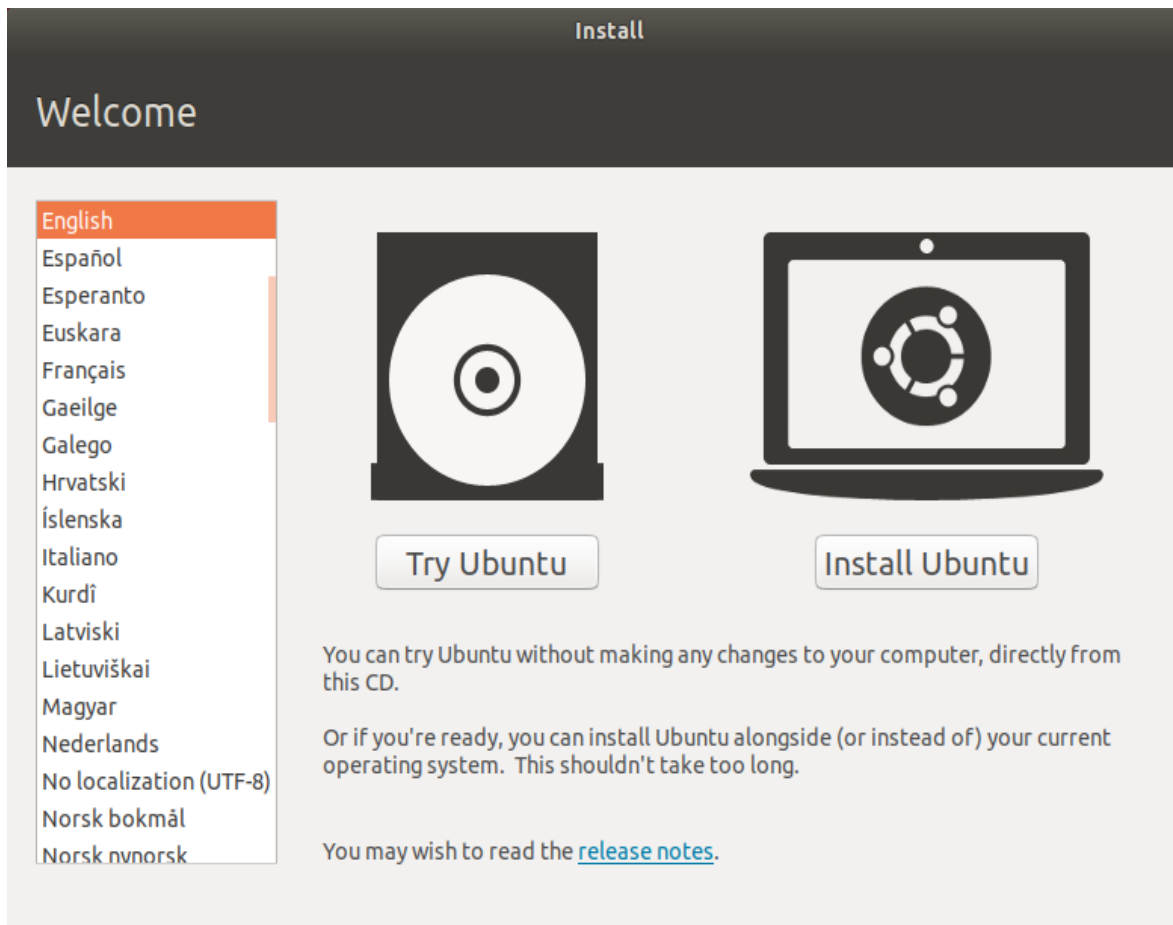 Install
Welcome
English
Español
Esperanto
Euskara
Français
Gaeilge
Galego
Hrvatski
Íslenska
Italiano
Kurdî
Latviski
Lietuviškai
Magyar
Nederlands
No localization (UTF-8)
Norsk bokmål
Norsk nynorsk
Try Ubuntu
Install Ubuntu
You can try Ubuntu without making any changes to your computer, directly from
this CD.
Or if you're ready, you can install Ubuntu alongside (or instead of) your current
operating system.  This shouldn't take too long.
You may wish to read the release notes.